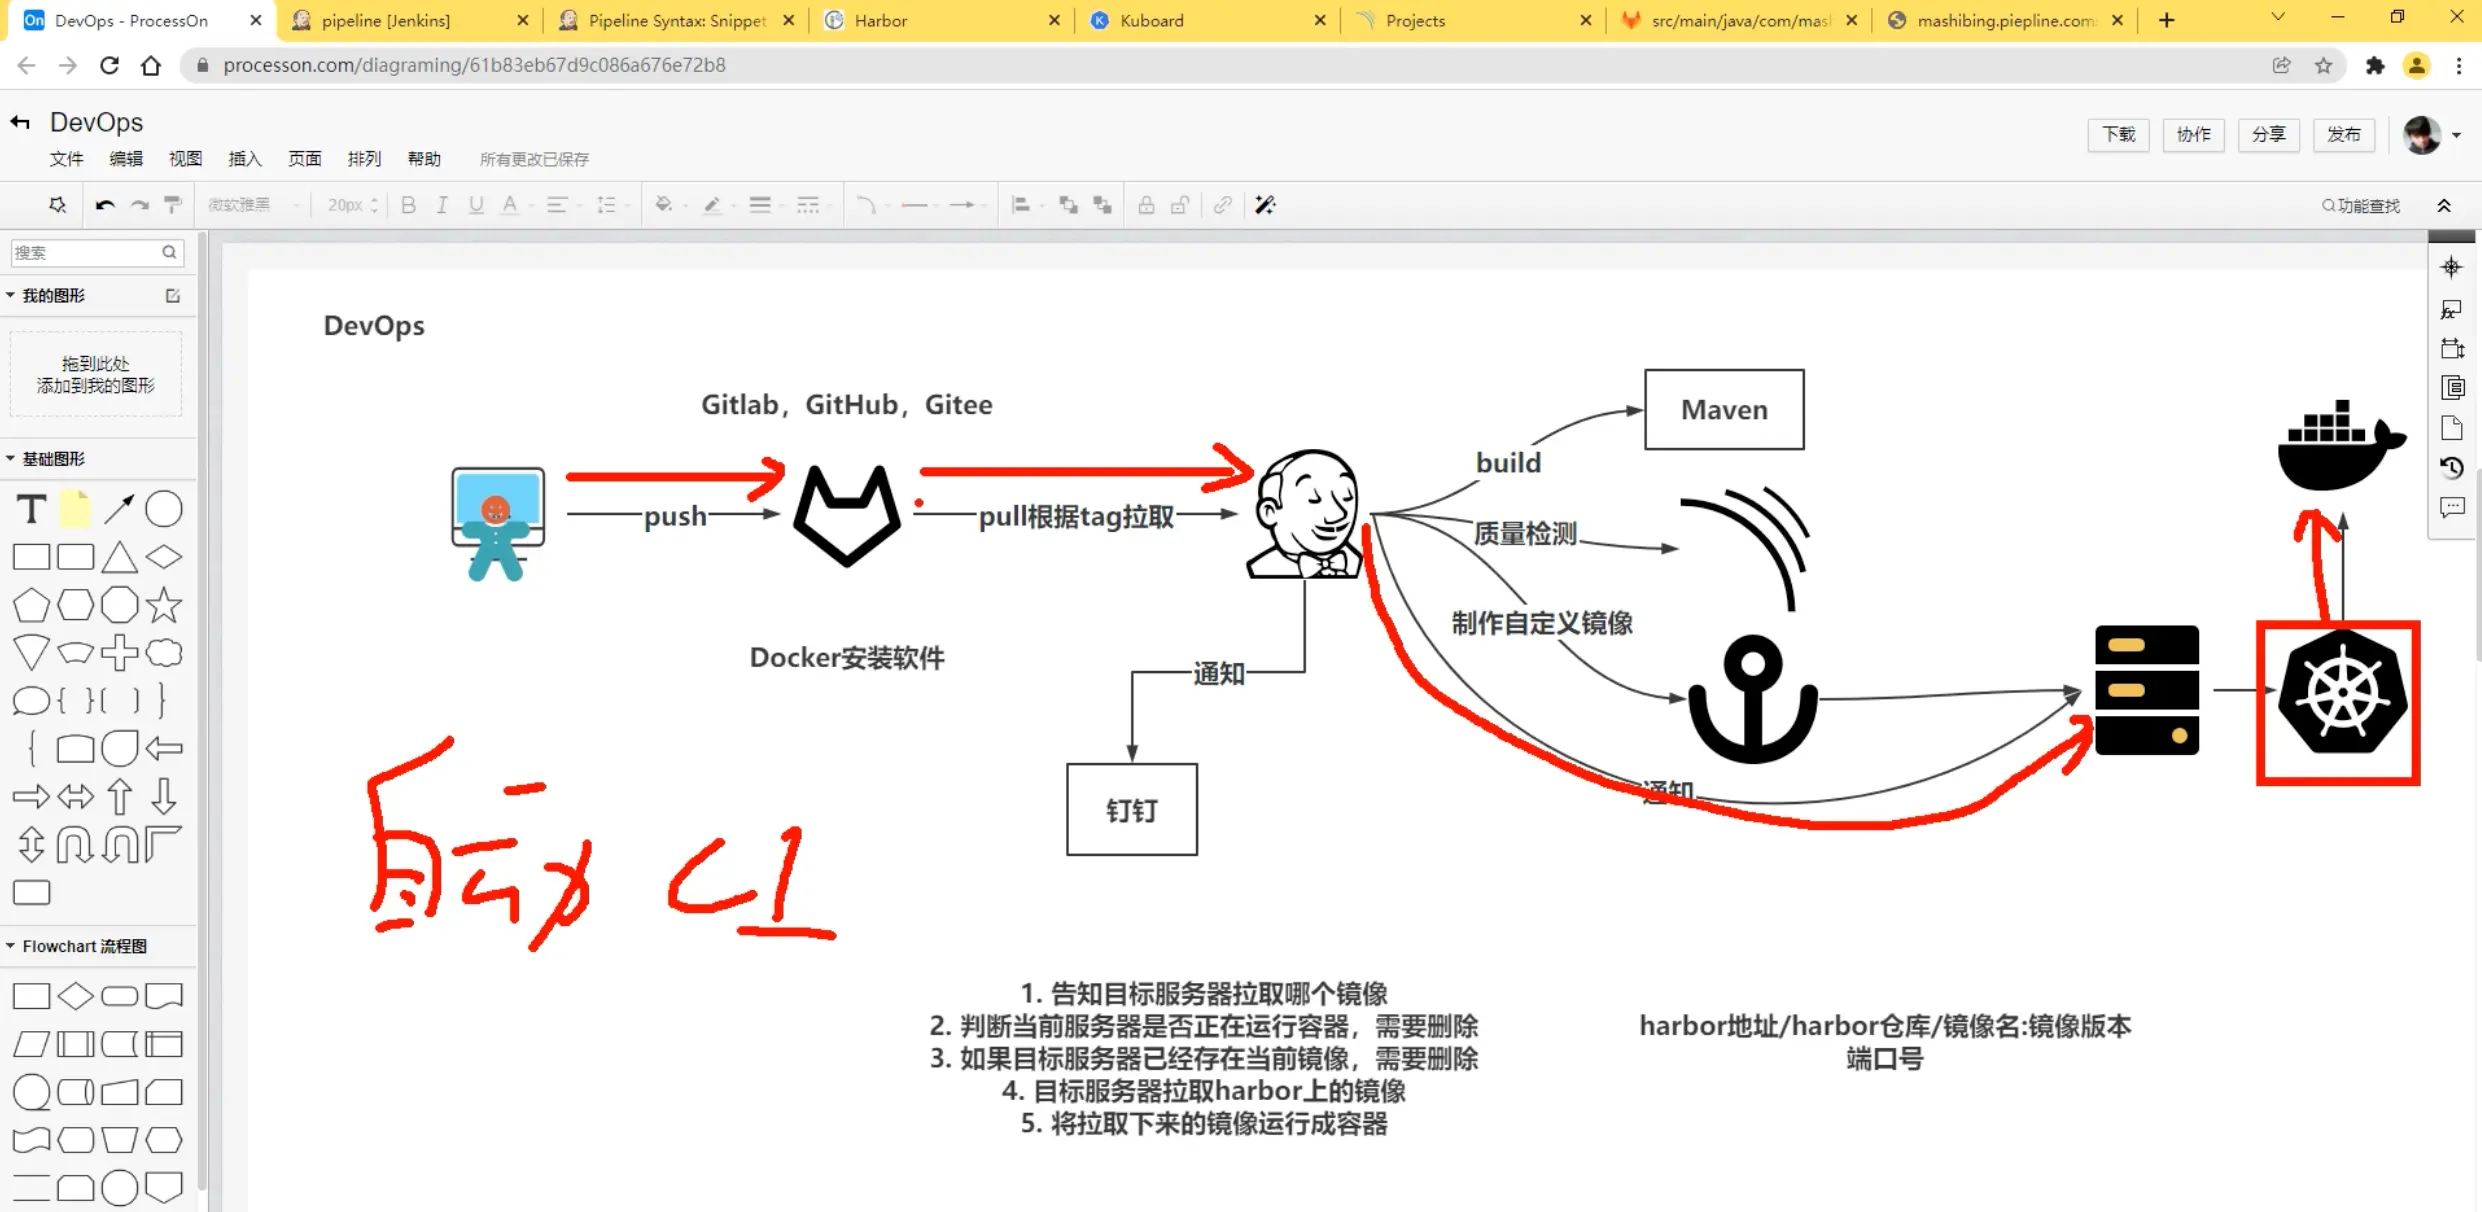 DevOps - ProcessOn
pipeline [Jenkins]
Pipeline Syntax: Snippet
Harbor
Kuboard
Projects
src/main/java/com/mash
mashibing.piepline.com:
processon.com/diagraming/61b83eb67d9c086a676e72b8
DevOps
文件 编辑 视图 插入 页面 排列 帮助 所有更改已保存
下载 协作 分享 发布
微软雅黑 20px B I U A
功能查找
搜索
我的图形
拖到此处
添加到我的图形
基础图形
T
Flowchart 流程图
DevOps
Gitlab，GitHub，Gitee
push
pull根据tag拉取
build
Maven
质量检测
制作自定义镜像
Docker安装软件
通知
通知
钉钉
自动 CI
1. 告知目标服务器拉取哪个镜像
2. 判断当前服务器是否正在运行容器，需要删除
3. 如果目标服务器已经存在当前镜像，需要删除
4. 目标服务器拉取harbor上的镜像
5. 将拉取下来的镜像运行成容器
harbor地址/harbor仓库/镜像名:镜像版本
端口号